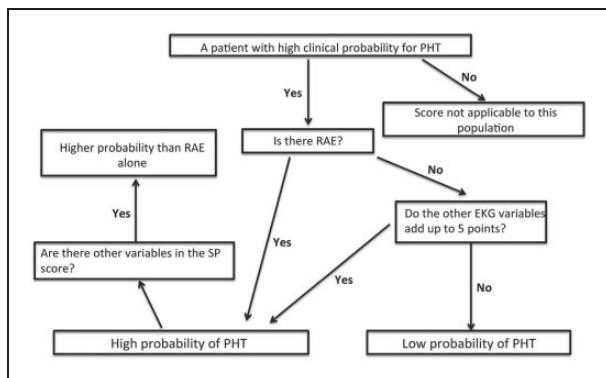 A patient with high clinical probability for PHT
Yes
No
Score not applicable to this
population
Is there RAE?
Higher probability than RAE
alone
No
Yes
Do the other EKG variables
add up to 5 points?
Are there other variables in the SP
score?
Yes
Yes
No
High probability of PHT
Low probability of PHT